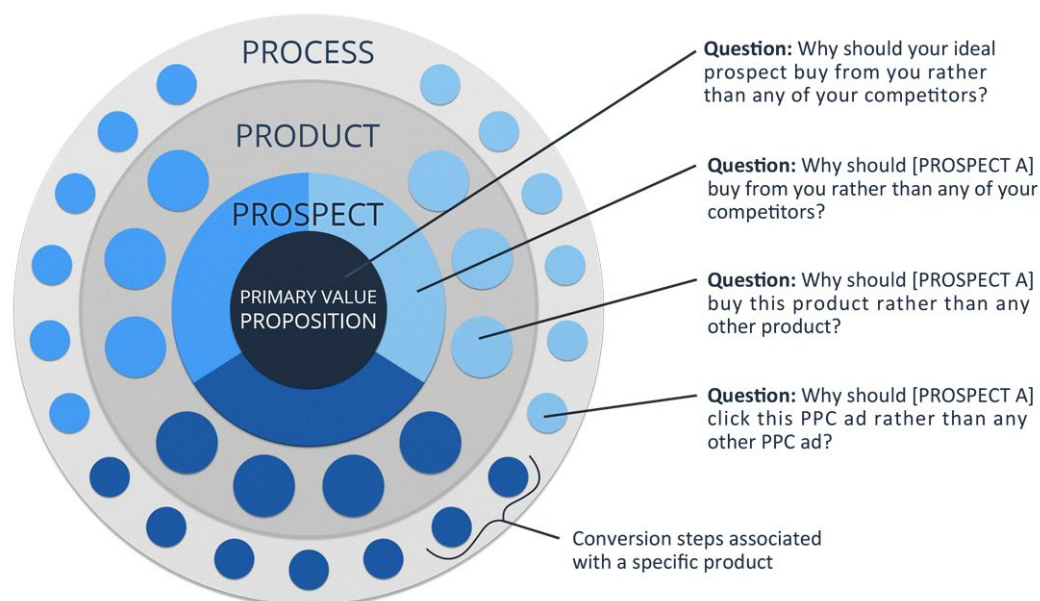 PROCESS
PRODUCT
PROSPECT
PRIMARY VALUE
PROPOSITION
Question: Why should your ideal
prospect buy from you rather
than any of your competitors?
Question: Why should [PROSPECT A]
buy from you rather than any of your
competitors?
Question: Why should [PROSPECT A]
buy this product rather than any
other product?
Question: Why should [PROSPECT A]
click this PPC ad rather than any
other PPC ad?
Conversion steps associated
with a specific product